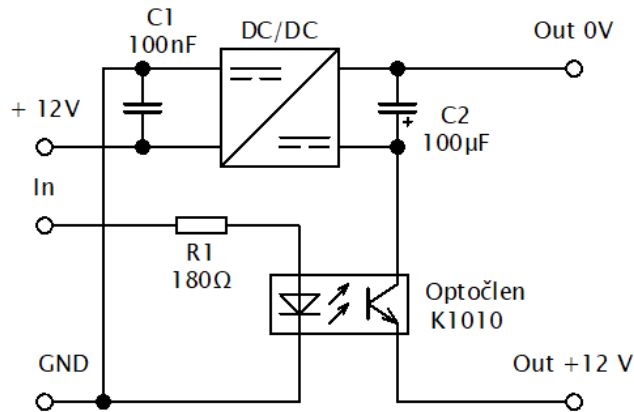 C1
100nF
DC/DC
Out 0V
+ 12V
C2
100µF
In
R1
180Ω
Optočlen
K1010
GND
Out +12 V
+